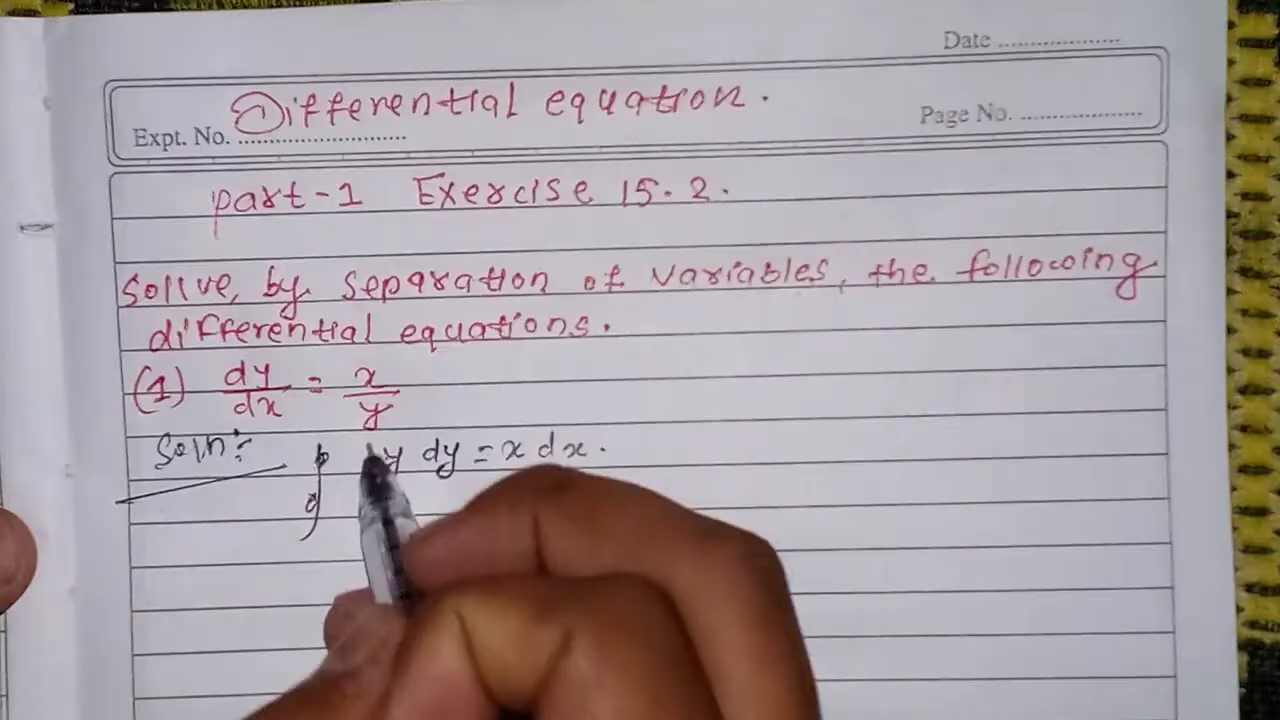 Date ....................
Differential equation.
Expt. No. ............................
Page No. ....................
part-1 Exercise 15.2.
Solve, by separation of variables, the following
differential equations.
(1) dy/dx = x/y
Soln:- y dy = x dx.